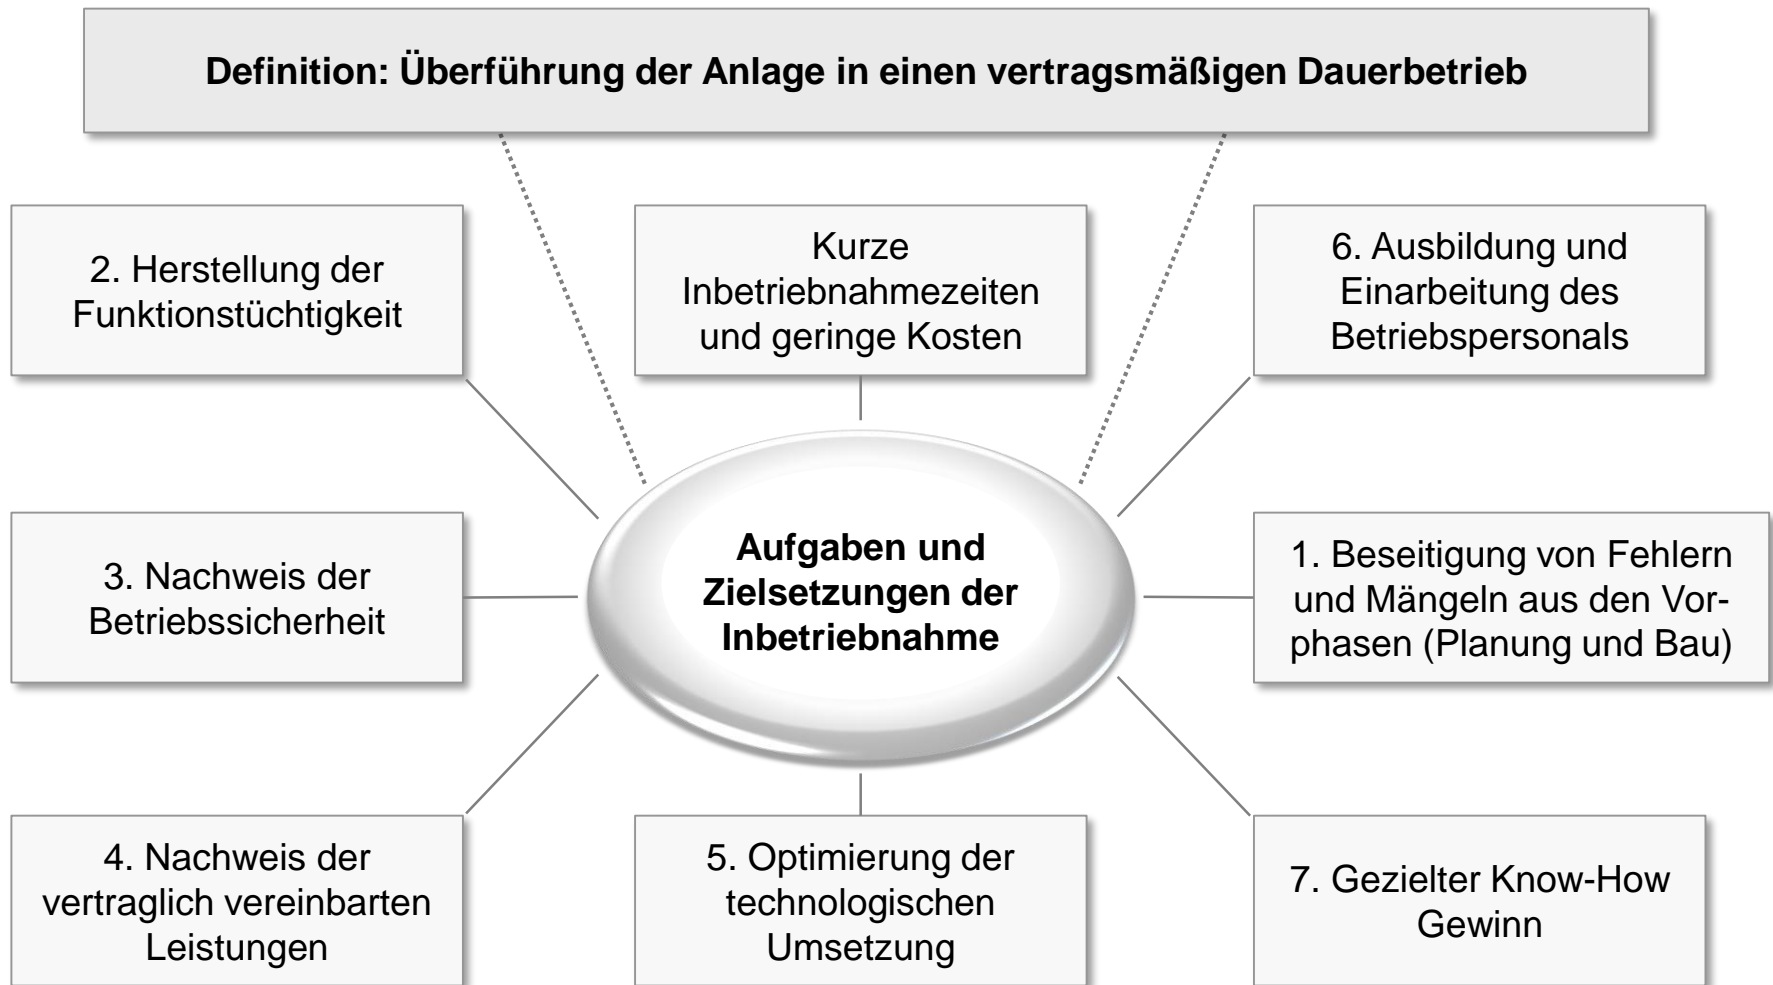 Definition: Überführung der Anlage in einen vertragsmäßigen Dauerbetrieb
2. Herstellung der
Funktionstüchtigkeit
Kurze
Inbetriebnahmezeiten
und geringe Kosten
6. Ausbildung und
Einarbeitung des
Betriebspersonals
3. Nachweis der
Betriebssicherheit
Aufgaben und
Zielsetzungen der
Inbetriebnahme
1. Beseitigung von Fehlern
und Mängeln aus den Vor-
phasen (Planung und Bau)
4. Nachweis der
vertraglich vereinbarten
Leistungen
5. Optimierung der
technologischen
Umsetzung
7. Gezielter Know-How
Gewinn